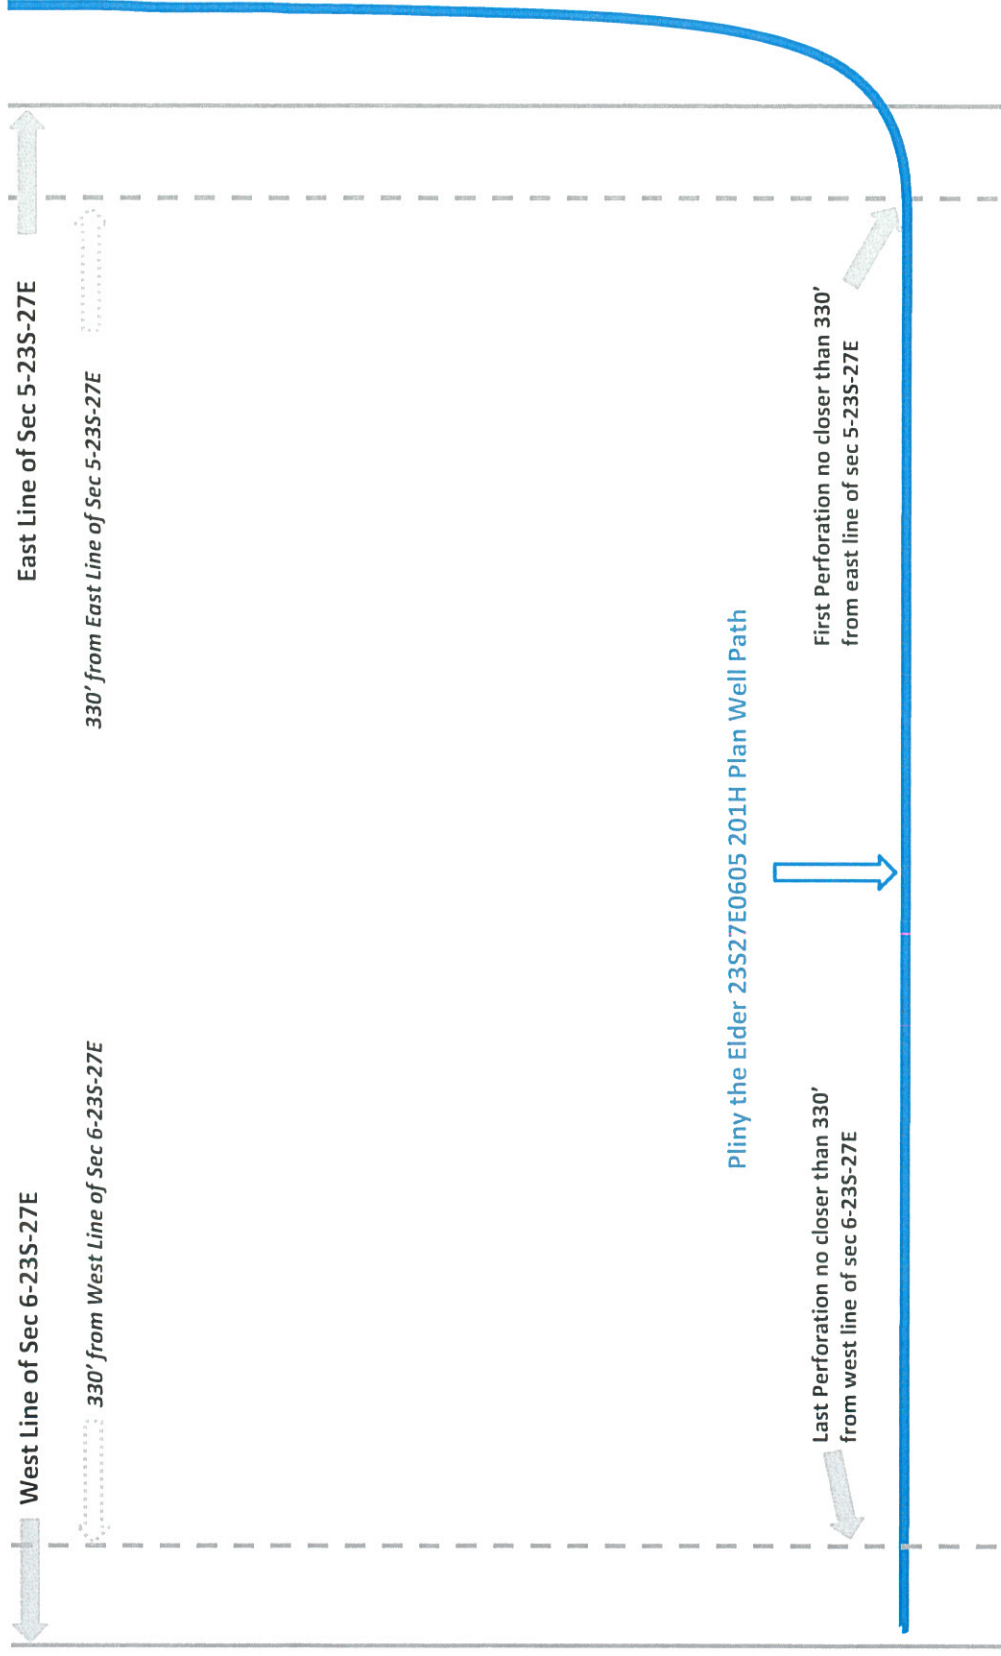 West Line of Sec 6-23S-27E
East Line of Sec 5-23S-27E
330' from West Line of Sec 6-23S-27E
330' from East Line of Sec 5-23S-27E
Pliny the Elder 23S27E0605 201H Plan Well Path
Last Perforation no closer than 330'
from west line of sec 6-23S-27E
First Perforation no closer than 330'
from east line of sec 5-23S-27E